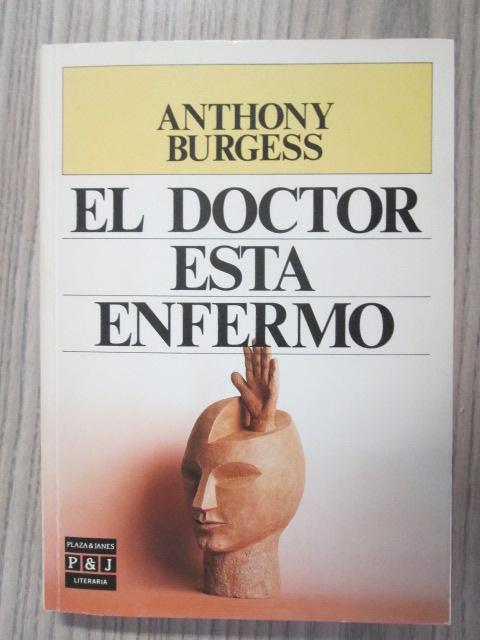 ANTHONY
BURGESS
EL DOCTOR
ESTA
ENFERMO
PLAZA & JANES
P & J
LITERARIA